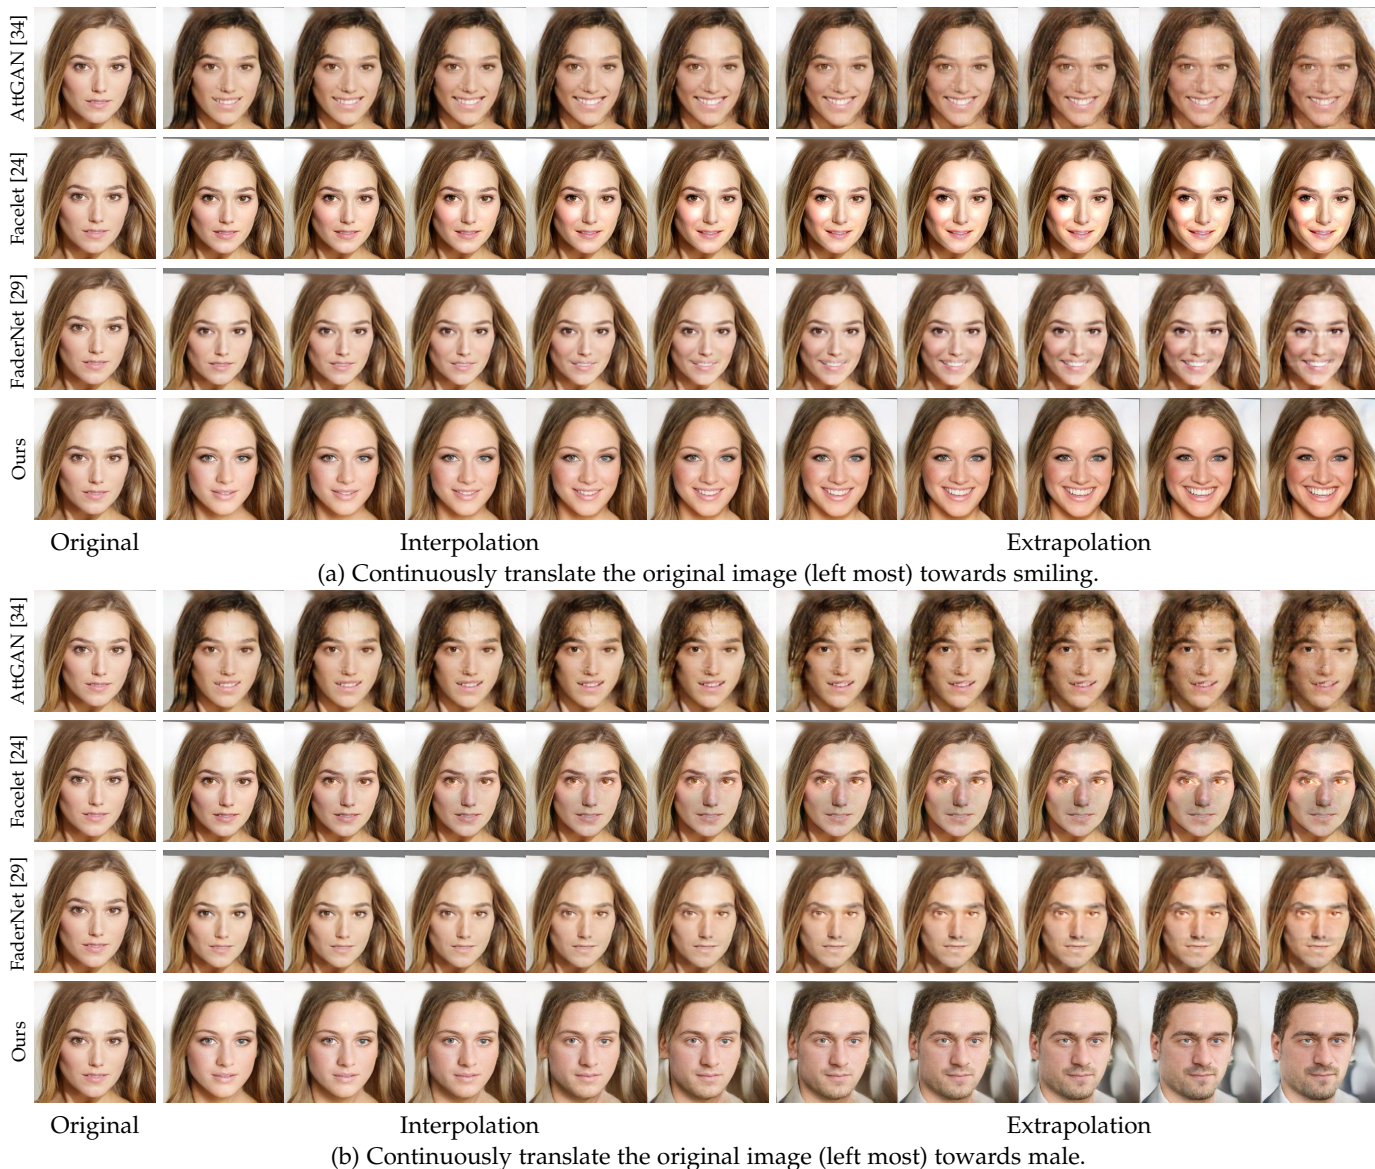 AttGAN [34]
Facelet [24]
FaderNet [29]
Ours
Original Interpolation Extrapolation
(a) Continuously translate the original image (left most) towards smiling.
AttGAN [34]
Facelet [24]
FaderNet [29]
Ours
Original Interpolation Extrapolation
(b) Continuously translate the original image (left most) towards male.